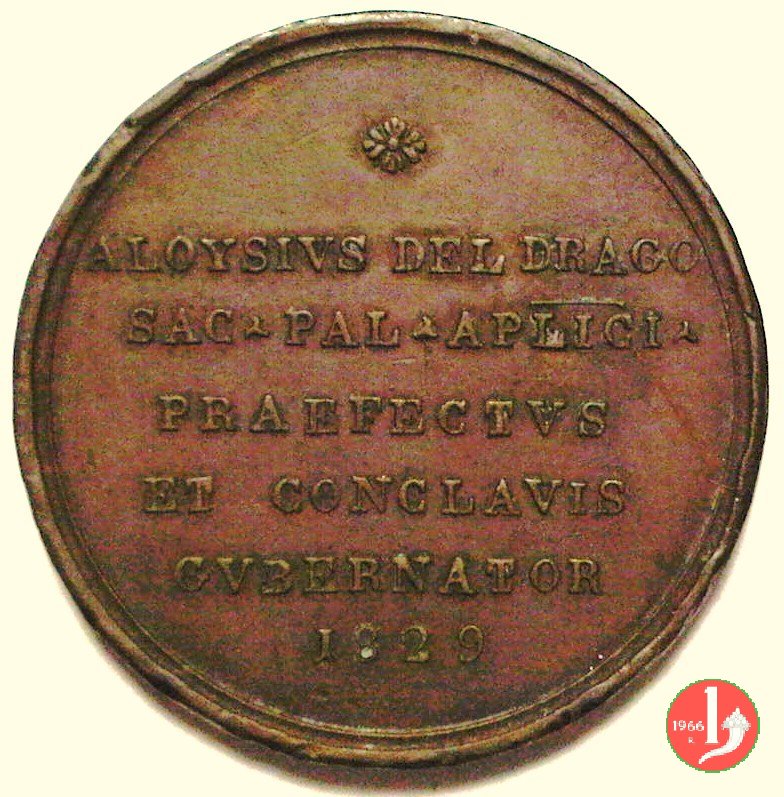 ALOYSIVS DEL DRAGO
SAC ▴ PAL ▴ APLICI ▴
PRAEFECTVS
ET CONCLAVIS
GVBERNATOR
1829
1966
R.